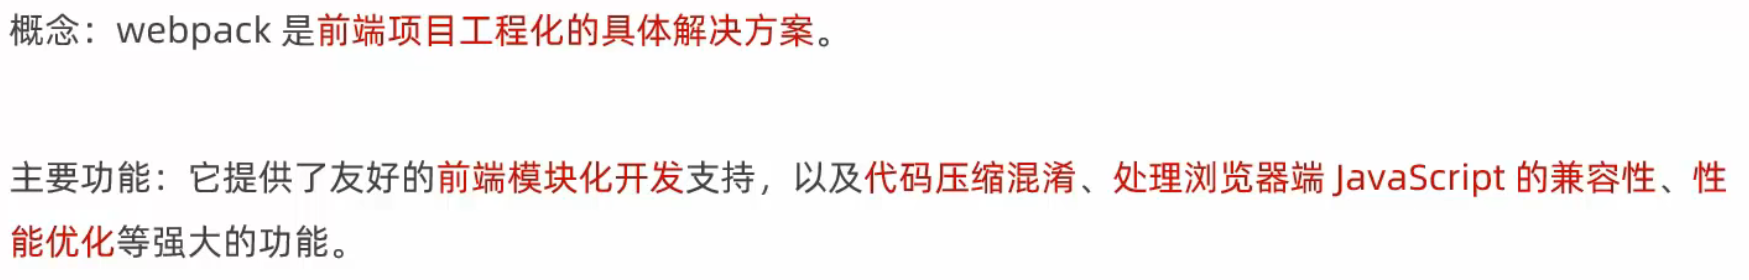 概念：webpack 是前端项目工程化的具体解决方案。
主要功能：它提供了友好的前端模块化开发支持，以及代码压缩混淆、处理浏览器端 JavaScript 的兼容性、性
能优化等强大的功能。